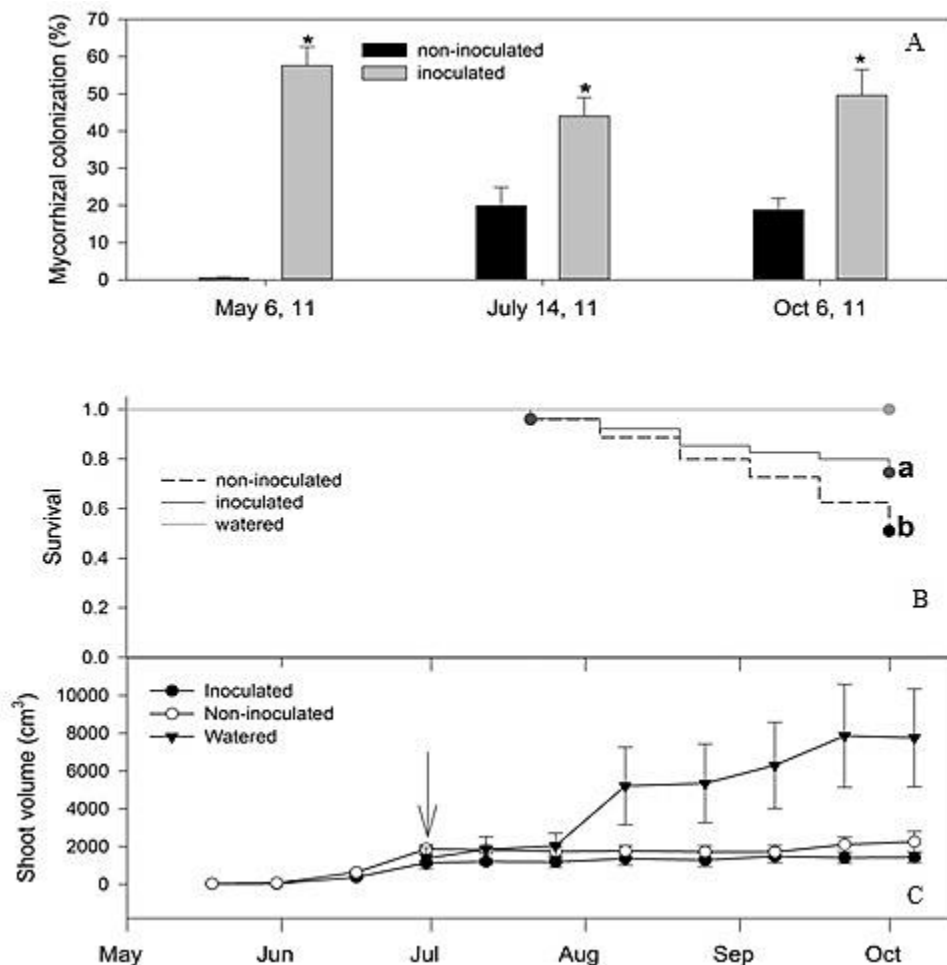 70
60
50
40
30
20
10
0
Mycorrhizal colonization (%)
non-inoculated
inoculated
A
*
*
*
May 6, 11
July 14, 11
Oct 6, 11
1.0
0.8
0.6
0.4
0.2
0.0
Survival
non-inoculated
inoculated
watered
a
b
B
10000
8000
6000
4000
2000
0
Shoot volume (cm³)
Inoculated
Non-inoculated
Watered
C
May
Jun
Jul
Aug
Sep
Oct